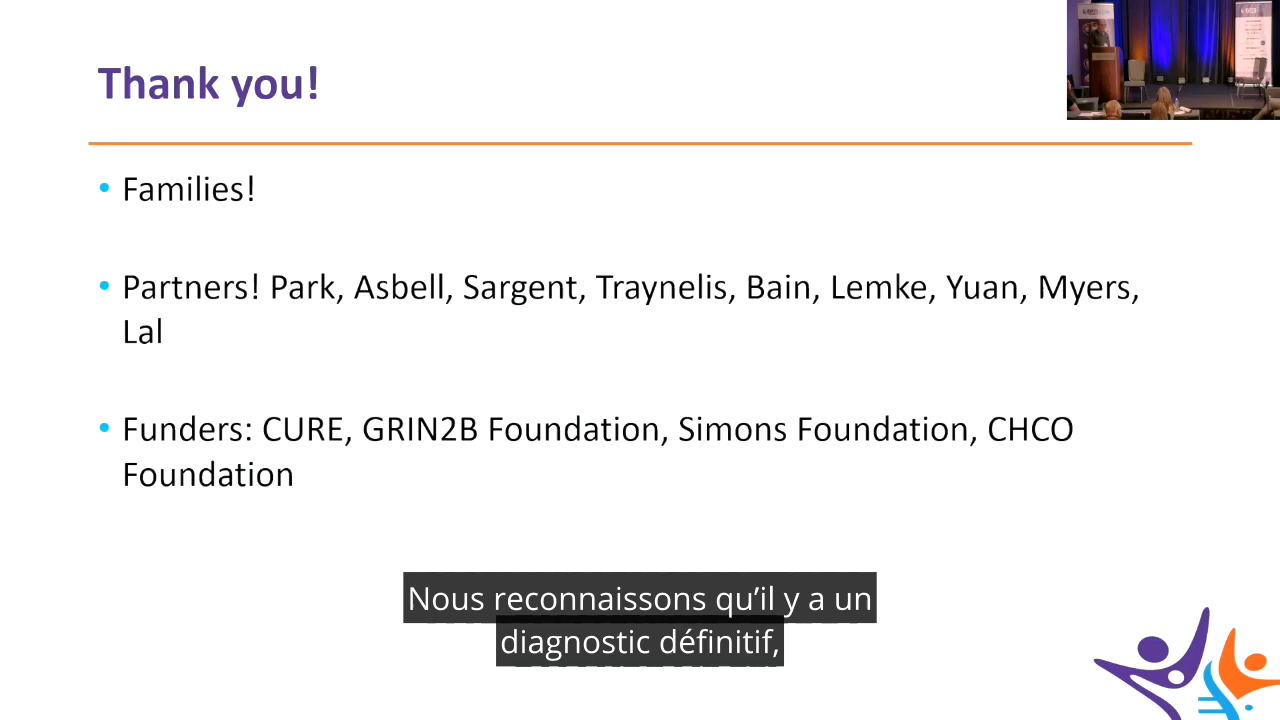 Thank you!
• Families!
• Partners! Park, Asbell, Sargent, Traynelis, Bain, Lemke, Yuan, Myers,
Lal
• Funders: CURE, GRIN2B Foundation, Simons Foundation, CHCO
Foundation
Nous reconnaissons qu’il y a un
diagnostic définitif,